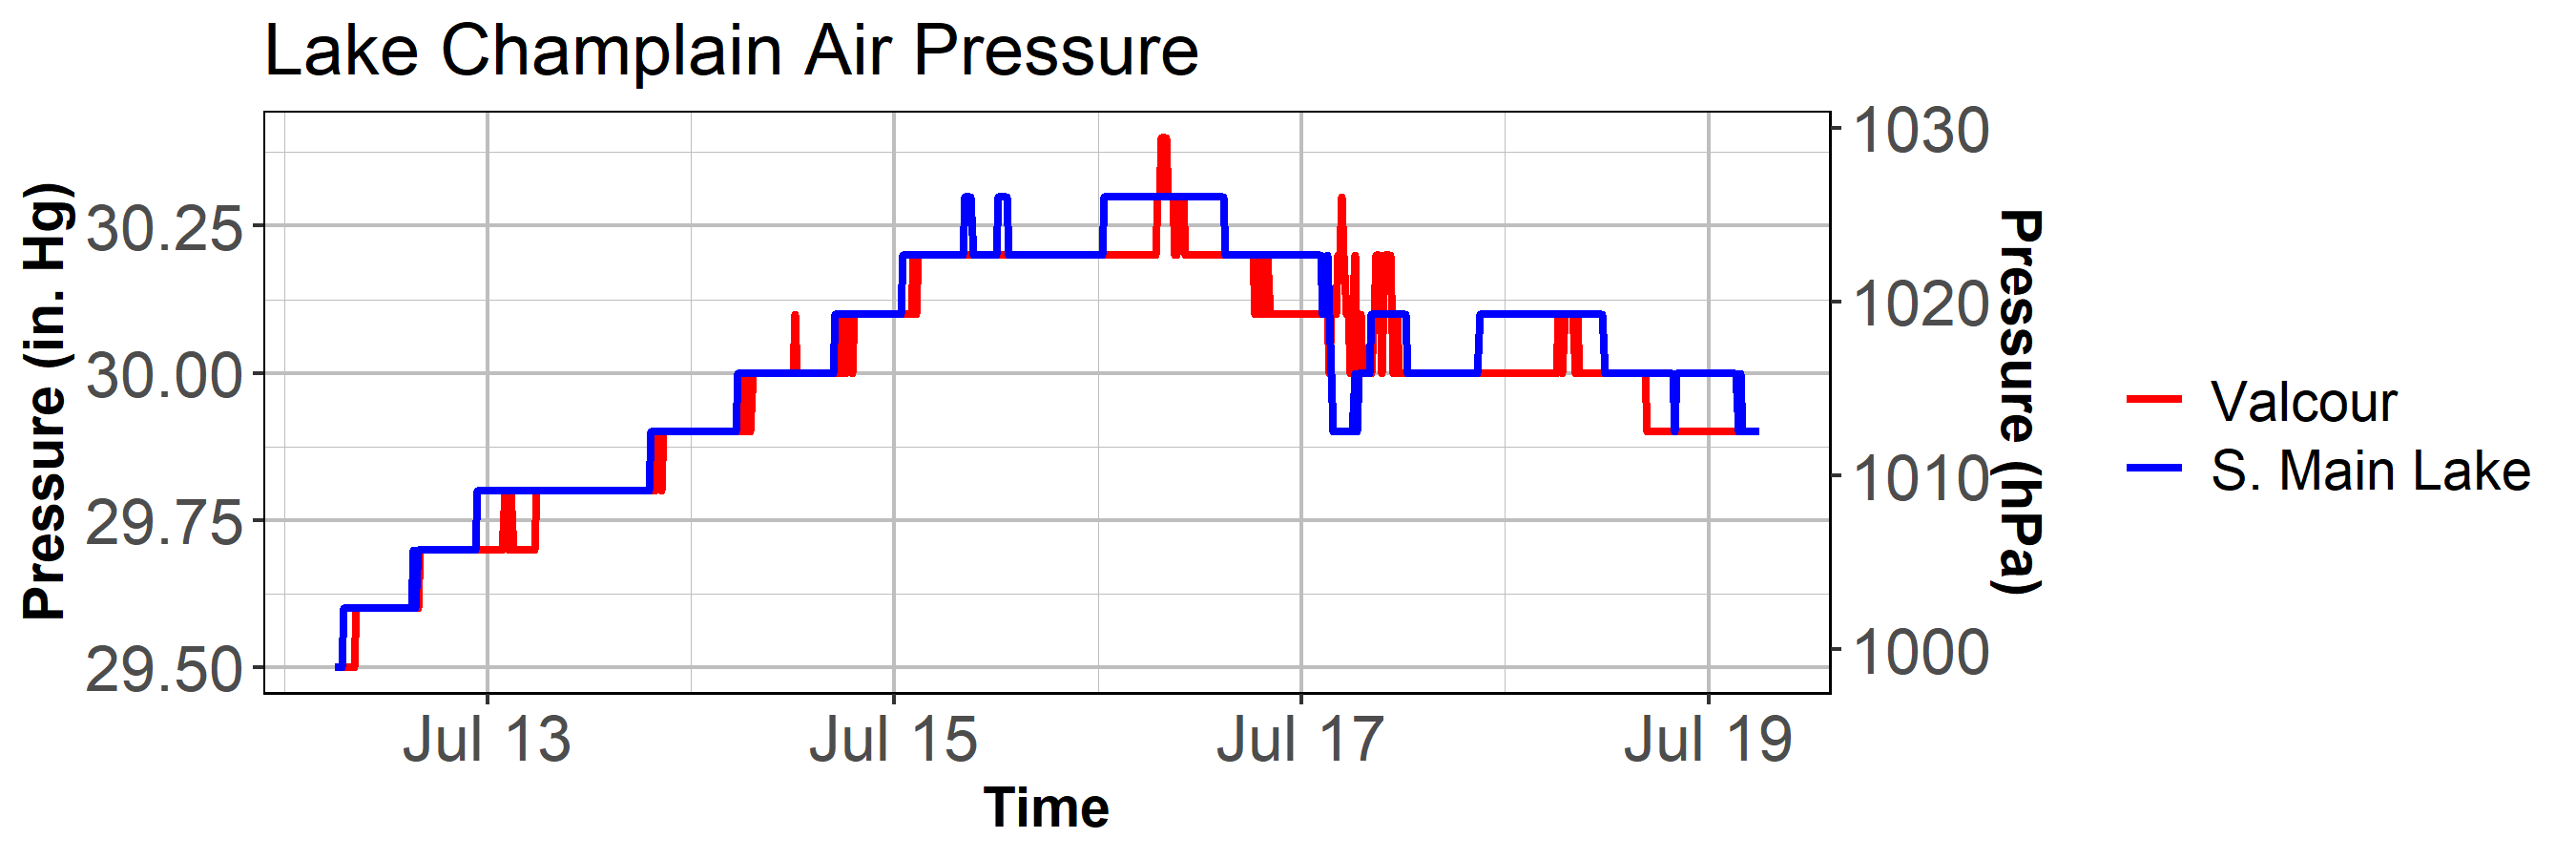 Lake Champlain Air Pressure
Pressure (in. Hg)
30.25
30.00
29.75
29.50
1030
1020
1010
1000
Pressure (hPa)
Jul 13
Jul 15
Jul 17
Jul 19
Time
Valcour
S. Main Lake